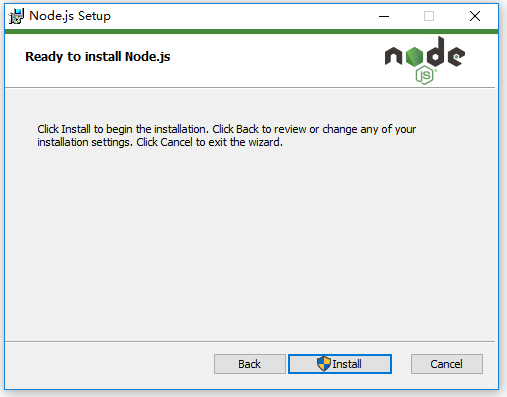 Node.js Setup
Ready to install Node.js
node
JS
Click Install to begin the installation. Click Back to review or change any of your
installation settings. Click Cancel to exit the wizard.
Back
Install
Cancel